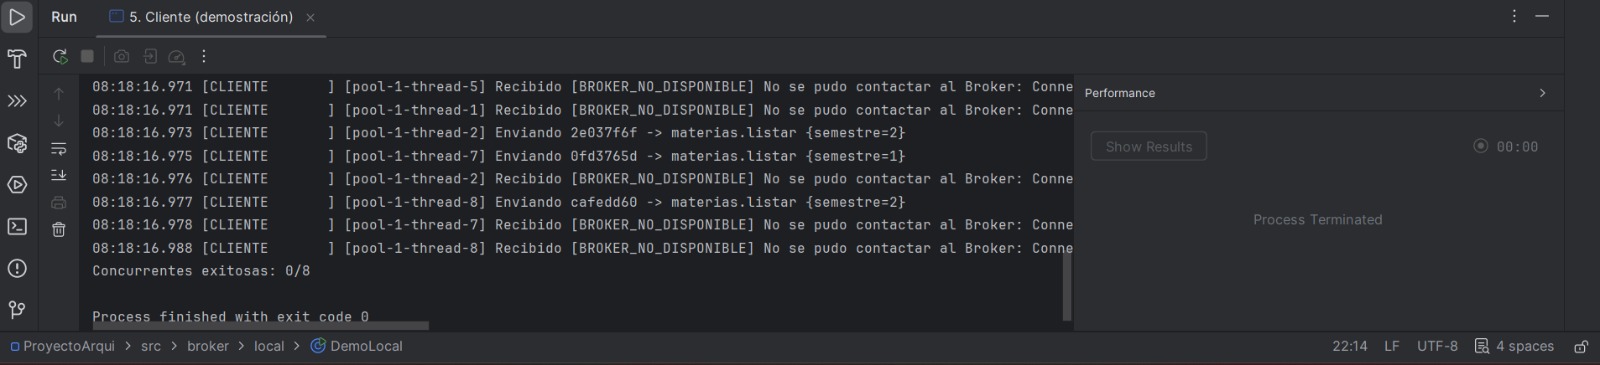 Run 5. Cliente (demostración)
08:18:16.971 [CLIENTE       ] [pool-1-thread-5] Recibido [BROKER_NO_DISPONIBLE] No se pudo contactar al Broker: Conne
08:18:16.971 [CLIENTE       ] [pool-1-thread-1] Recibido [BROKER_NO_DISPONIBLE] No se pudo contactar al Broker: Conne
08:18:16.973 [CLIENTE       ] [pool-1-thread-2] Enviando 2e037f6f -> materias.listar {semestre=2}
08:18:16.975 [CLIENTE       ] [pool-1-thread-7] Enviando 0fd3765d -> materias.listar {semestre=1}
08:18:16.976 [CLIENTE       ] [pool-1-thread-2] Recibido [BROKER_NO_DISPONIBLE] No se pudo contactar al Broker: Conne
08:18:16.977 [CLIENTE       ] [pool-1-thread-8] Enviando cafedd60 -> materias.listar {semestre=2}
08:18:16.978 [CLIENTE       ] [pool-1-thread-7] Recibido [BROKER_NO_DISPONIBLE] No se pudo contactar al Broker: Conne
08:18:16.988 [CLIENTE       ] [pool-1-thread-8] Recibido [BROKER_NO_DISPONIBLE] No se pudo contactar al Broker: Conne
Concurrentes exitosas: 0/8
Process finished with exit code 0
Performance
Show Results 00:00
Process Terminated
ProyectoArqui > src > broker > local > DemoLocal 22:14 LF UTF-8 4 spaces